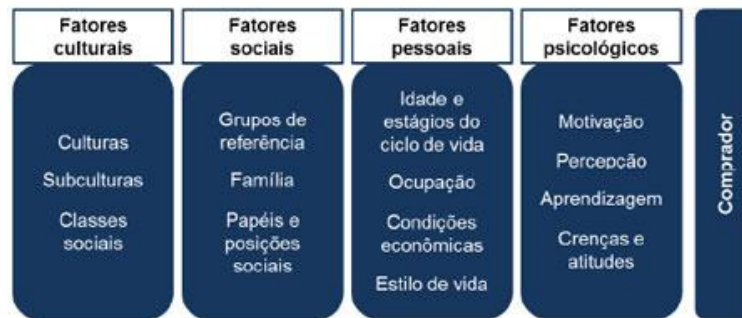 Fatores
culturais
Culturas
Subculturas
Classes
sociais
Fatores
sociais
Grupos de
referência
Família
Papéis e
posições
sociais
Fatores
pessoais
Idade e
estágios do
ciclo de vida
Ocupação
Condições
econômicas
Estilo de vida
Fatores
psicológicos
Motivação
Percepção
Aprendizagem
Crenças e
atitudes
Comprador